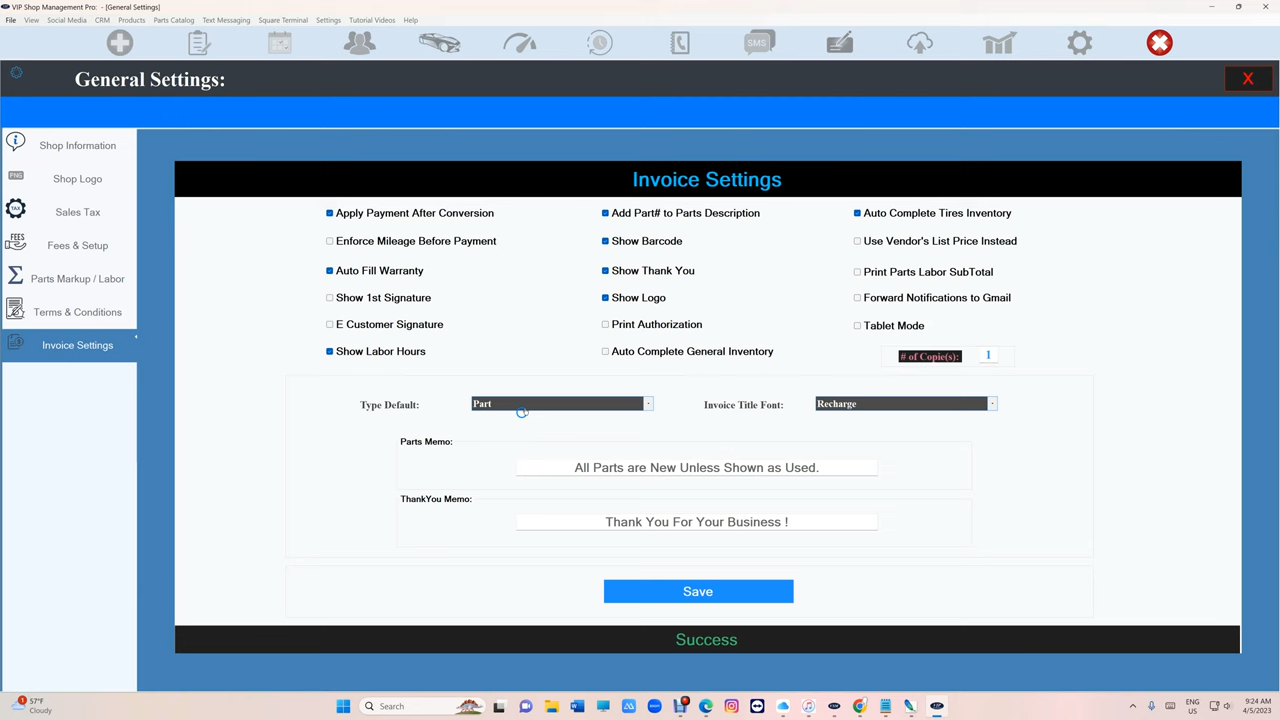 VIP Shop Management Pro: - [General Settings]
File View Social Media CRM Products Parts Catalog Text Messaging Square Terminal Settings Tutorial Videos Help
SMS
General Settings:
X
Shop Information
PNG Shop Logo
TAX Sales Tax
FEES Fees & Setup
Parts Markup / Labor
Terms & Conditions
Invoice Settings
Invoice Settings
Apply Payment After Conversion Add Part# to Parts Description Auto Complete Tires Inventory
Enforce Mileage Before Payment Show Barcode Use Vendor's List Price Instead
Auto Fill Warranty Show Thank You Print Parts Labor SubTotal
Show 1st Signature Show Logo Forward Notifications to Gmail
E Customer Signature Print Authorization Tablet Mode
Show Labor Hours Auto Complete General Inventory # of Copie(s): 1
Type Default: Part Invoice Title Font: Recharge
Parts Memo:
All Parts are New Unless Shown as Used.
ThankYou Memo:
Thank You For Your Business !
Save
Success
1 57°F
Cloudy
Search
ENG
US
9:24 AM
4/5/2023